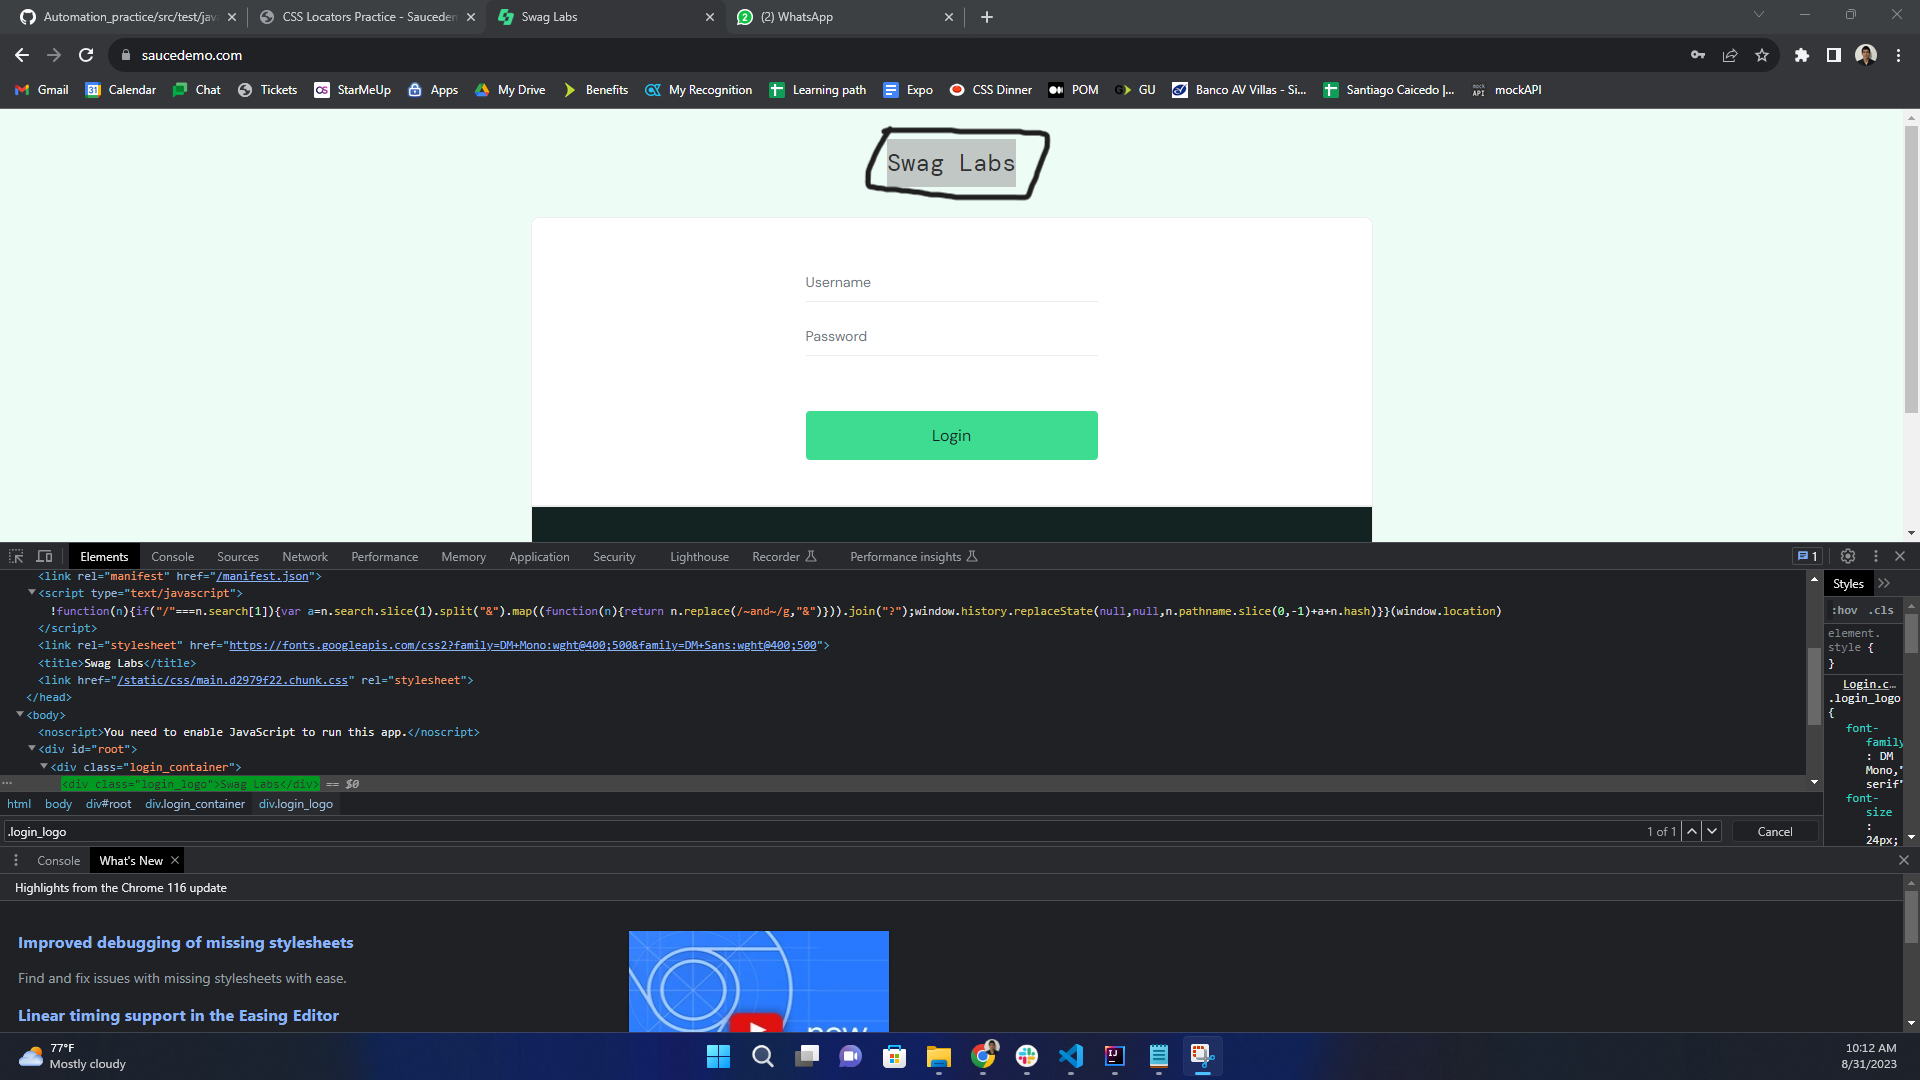 Automation_practice/src/test/java
CSS Locators Practice - Saucedem
Swag Labs
(2) WhatsApp
saucedemo.com
Gmail
Calendar
Chat
Tickets
StarMeUp
Apps
My Drive
Benefits
My Recognition
Learning path
Expo
CSS Dinner
POM
GU
Banco AV Villas - Si...
Santiago Caicedo |...
mockAPI
Swag Labs
Username
Password
Login
Elements
Console
Sources
Network
Performance
Memory
Application
Security
Lighthouse
Recorder
Performance insights
1
<link rel="manifest" href="/manifest.json">
<script type="text/javascript">
!function(n){if("/"===n.search[1]){var a=n.search.slice(1).split("&").map((function(n){return n.replace(/~and~/g,"&")})).join("?");window.history.replaceState(null,null,n.pathname.slice(0,-1)+a+n.hash)}}(window.location)
</script>
<link rel="stylesheet" href="https://fonts.googleapis.com/css2?family=DM+Mono:wght@400;500&family=DM+Sans:wght@400;500">
<title>Swag Labs</title>
<link href="/static/css/main.d2979f22.chunk.css" rel="stylesheet">
</head>
<body>
<noscript>You need to enable JavaScript to run this app.</noscript>
<div id="root">
<div class="login_container">
<div class="login_logo">Swag Labs</div> == $0
html
body
div#root
div.login_container
div.login_logo
.login_logo
1 of 1
Cancel
Styles
:hov
.cls
element.
style {
}
Login.c…
.login_logo
{
font-
family
: DM
Mono,"
serif"
font-
size
:
24px;
Console
What's New
Highlights from the Chrome 116 update
Improved debugging of missing stylesheets
Find and fix issues with missing stylesheets with ease.
Linear timing support in the Easing Editor
new
77°F
Mostly cloudy
10:12 AM
8/31/2023